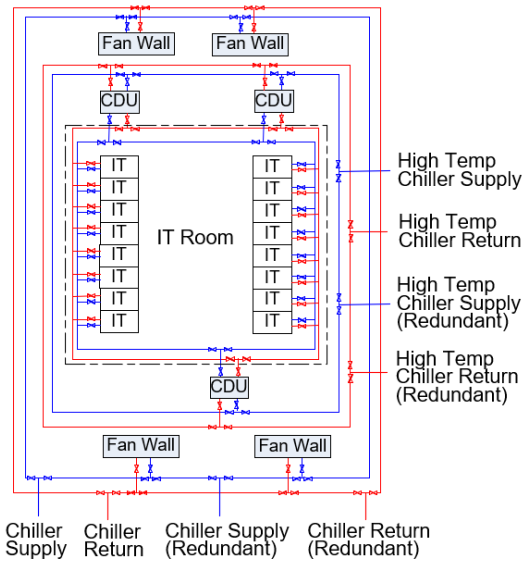 Fan Wall
Fan Wall
CDU
CDU
IT
IT
IT
IT
IT
IT
IT
IT
IT Room
IT
IT
IT
IT
IT
IT
IT
IT
High Temp
Chiller Supply
High Temp
Chiller Return
High Temp
Chiller Supply
(Redundant)
High Temp
Chiller Return
(Redundant)
CDU
Fan Wall
Fan Wall
Chiller
Supply
Chiller
Return
Chiller Supply
(Redundant)
Chiller Return
(Redundant)